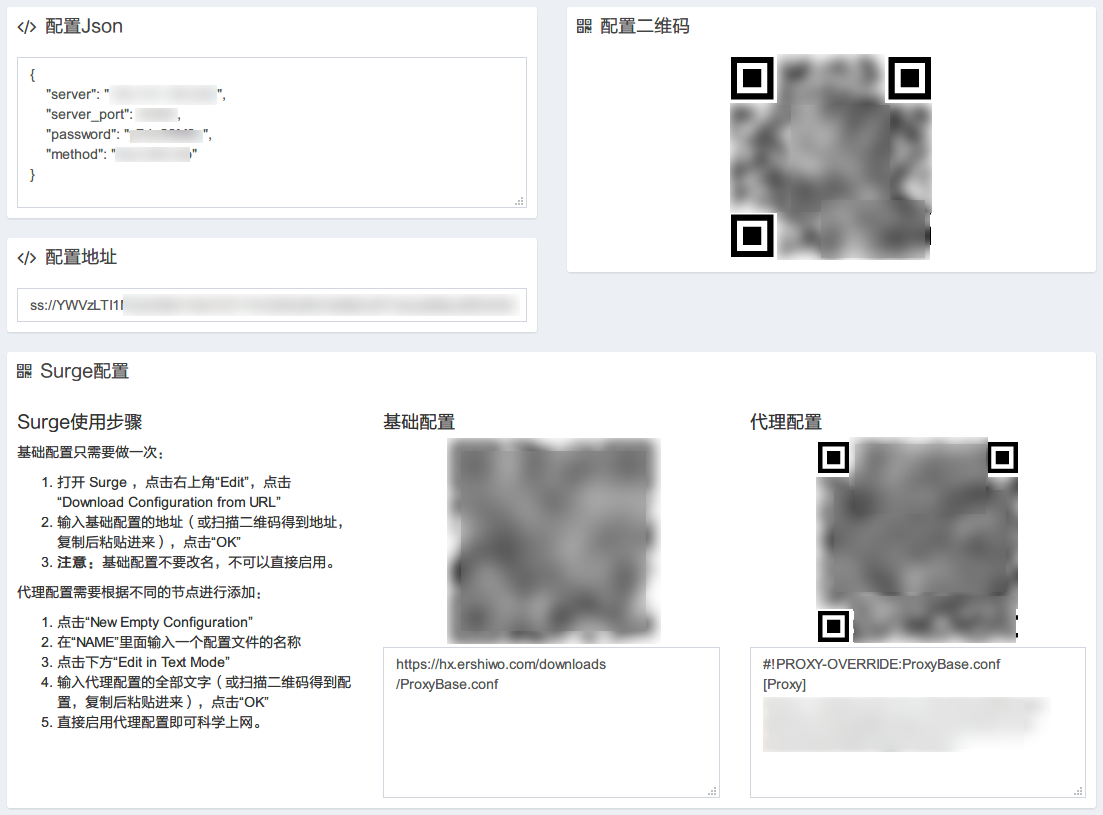 配置Json
{
"server": "
",
"server_port":
,
"password": "
",
"method": "
"
}
配置二维码
配置地址
ss://YWVzLTI1
Surge配置
Surge使用步骤
基础配置只需要做一次：
1. 打开 Surge ，点击右上角“Edit”，点击
“Download Configuration from URL”
2. 输入基础配置的地址（或扫描二维码得到地址，
复制后粘贴进来），点击“OK”
3. 注意：基础配置不要改名，不可以直接启用。
代理配置需要根据不同的节点进行添加：
1. 点击“New Empty Configuration”
2. 在“NAME”里面输入一个配置文件的名称
3. 点击下方“Edit in Text Mode”
4. 输入代理配置的全部文字（或扫描二维码得到配
置，复制后粘贴进来），点击“OK”
5. 直接启用代理配置即可科学上网。
基础配置
https://hx.ershiwo.com/downloads
/ProxyBase.conf
代理配置
#!PROXY-OVERRIDE:ProxyBase.conf
[Proxy]